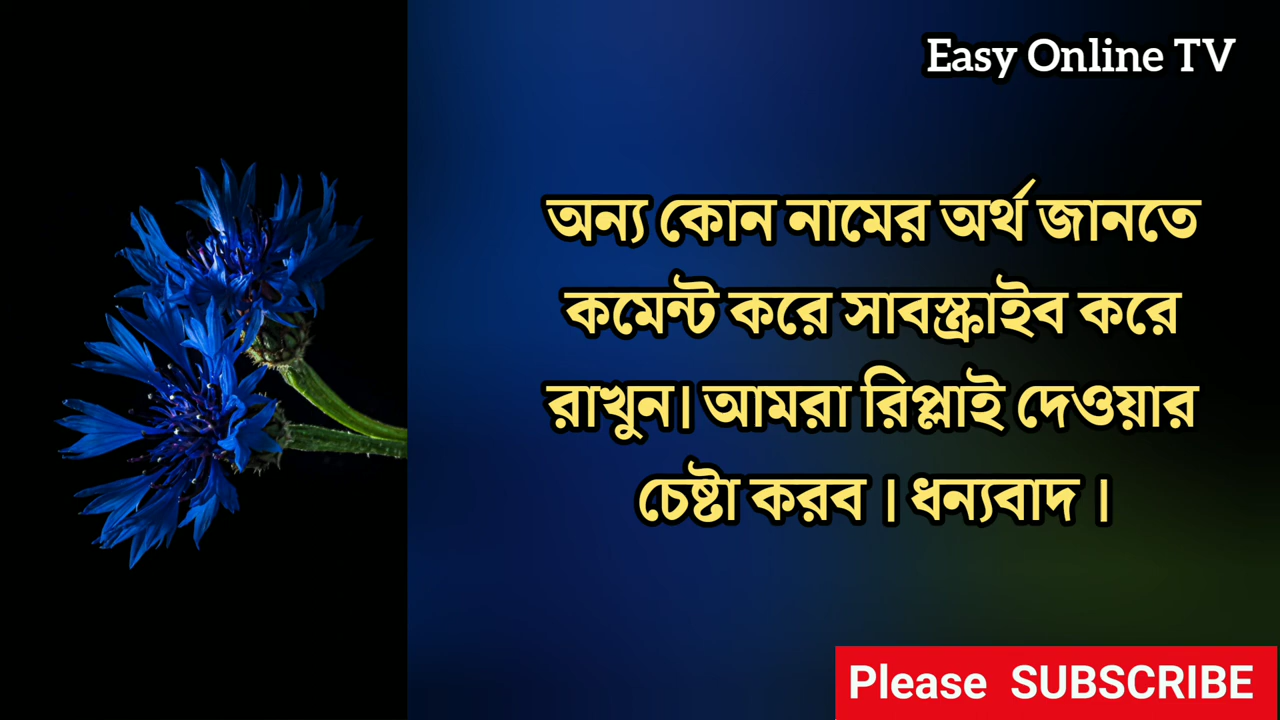 Easy Online TV
অন্য কোন নামের অর্থ জানতে
কমেন্ট করে সাবস্ক্রাইব করে
রাখুন। আমরা রিপ্লাই দেওয়ার
চেষ্টা করব । ধন্যবাদ ।
Please SUBSCRIBE